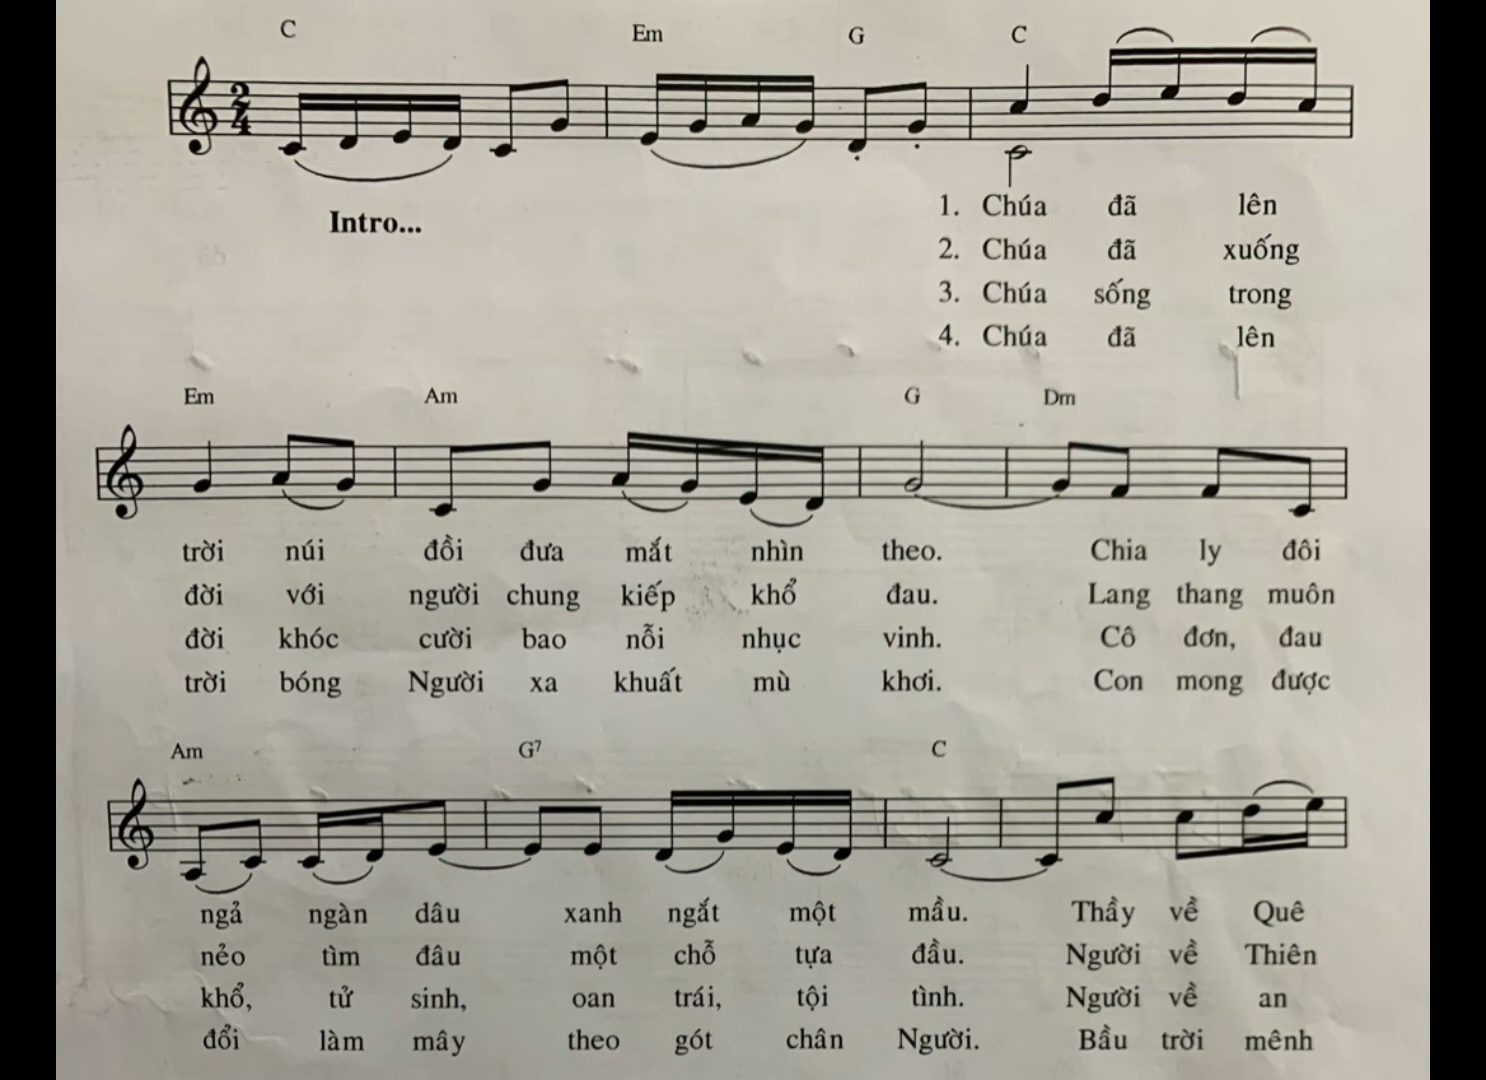 C Em G C
2
4
Intro...
1. Chúa đã lên
2. Chúa đã xuống
3. Chúa sống trong
4. Chúa đã lên
Em Am G Dm
trời núi đồi đưa mắt nhìn theo. Chia ly đôi
đời với người chung kiếp khổ đau. Lang thang muôn
đời khóc cười bao nỗi nhục vinh. Cô đơn, đau
trời bóng Người xa khuất mù khơi. Con mong được
Am G7 C
ngả ngàn dâu xanh ngắt một mầu. Thầy về Quê
nẻo tìm đâu một chỗ tựa đầu. Người về Thiên
khổ, tử sinh, oan trái, tội tình. Người về an
đổi làm mây theo gót chân Người. Bầu trời mênh